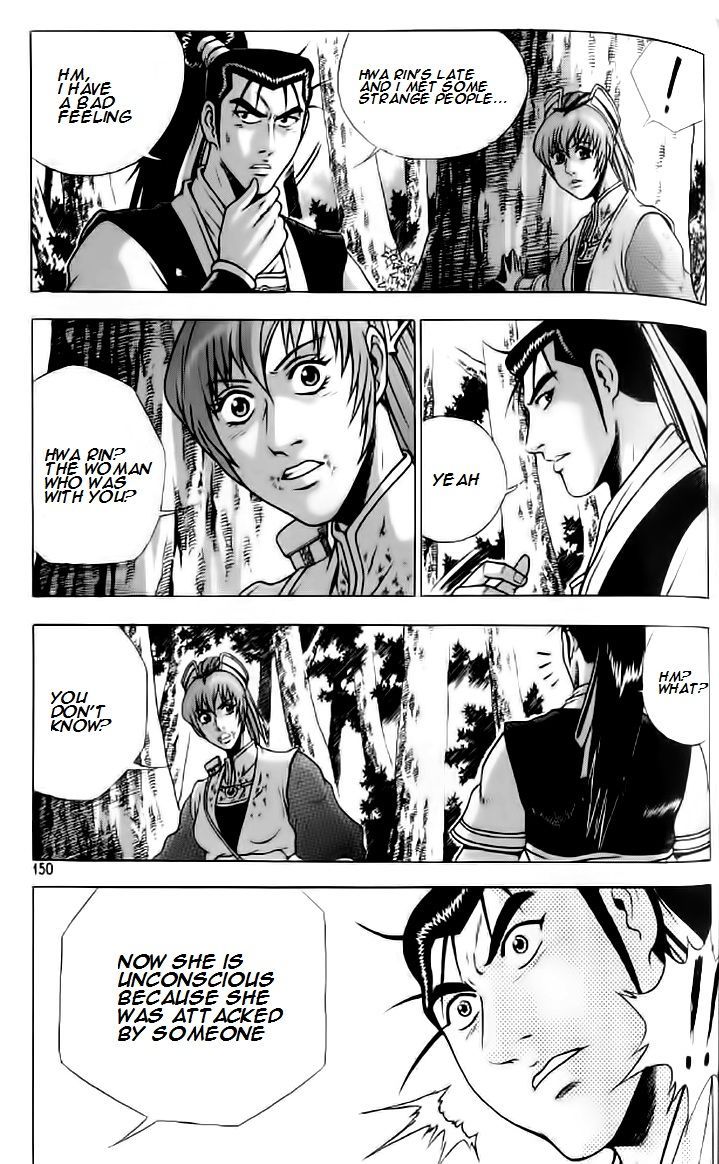 HM,
I HAVE
A BAD
FEELING
HWA RIN'S LATE
AND I MET SOME
STRANGE PEOPLE...
!
HWA RIN?
THE WOMAN
WHO WAS
WITH YOU?
YEAH
YOU
DON'T
KNOW?
HM?
WHAT?
150
NOW SHE IS
UNCONSCIOUS
BECAUSE SHE
WAS ATTACKED
BY SOMEONE
!!